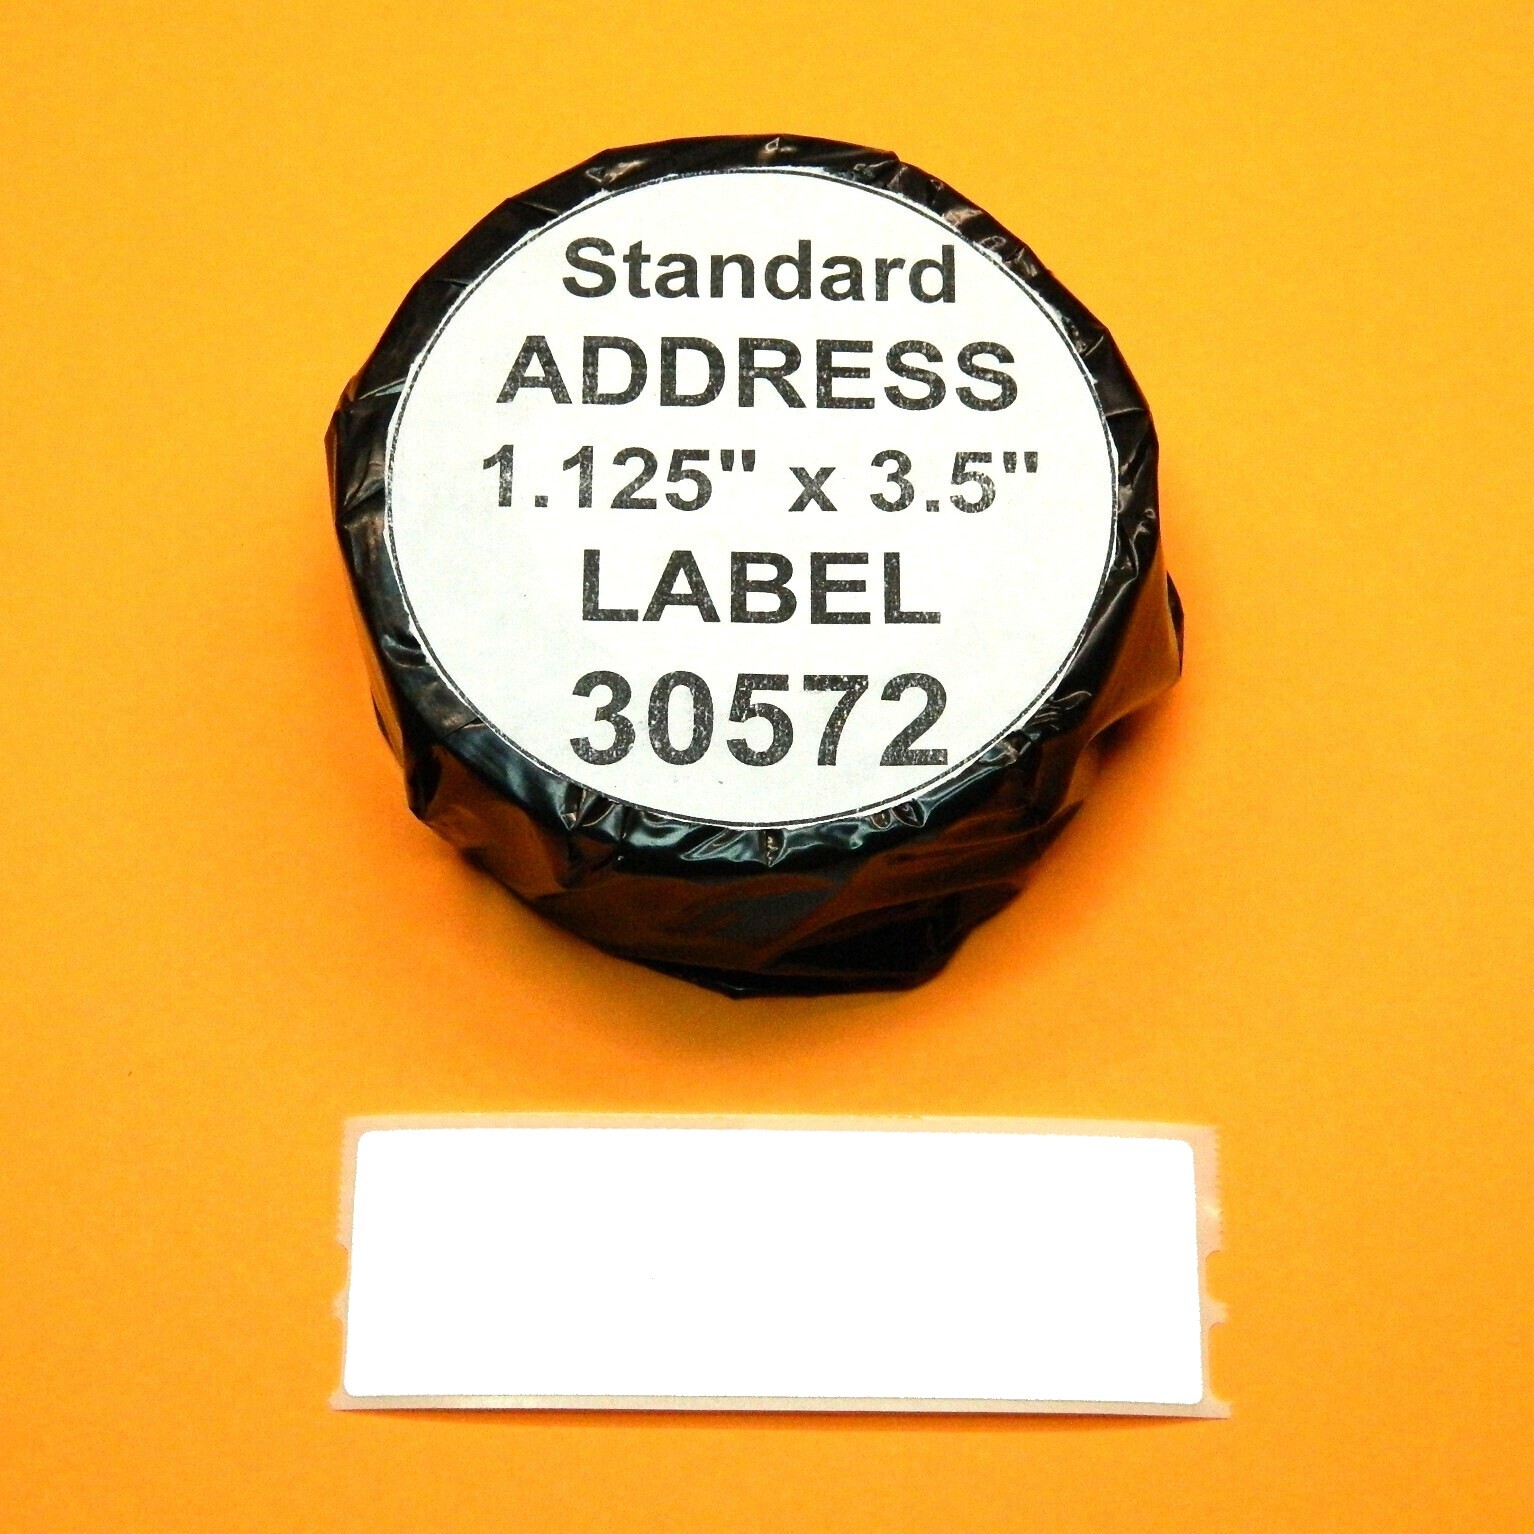 Standard
ADDRESS
1.125" x 3.5"
LABEL
30572